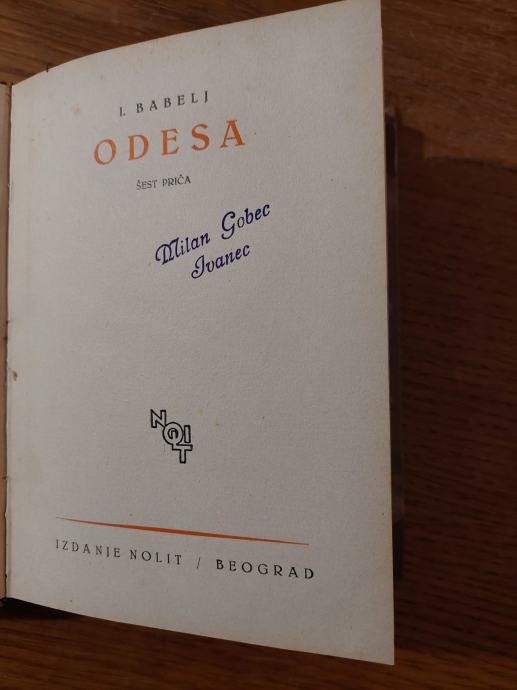 I. BABELJ
ODESA
ŠEST PRIČA
Milan Gobec
Ivanec
NOLIT
IZDANJE NOLIT / BEOGRAD